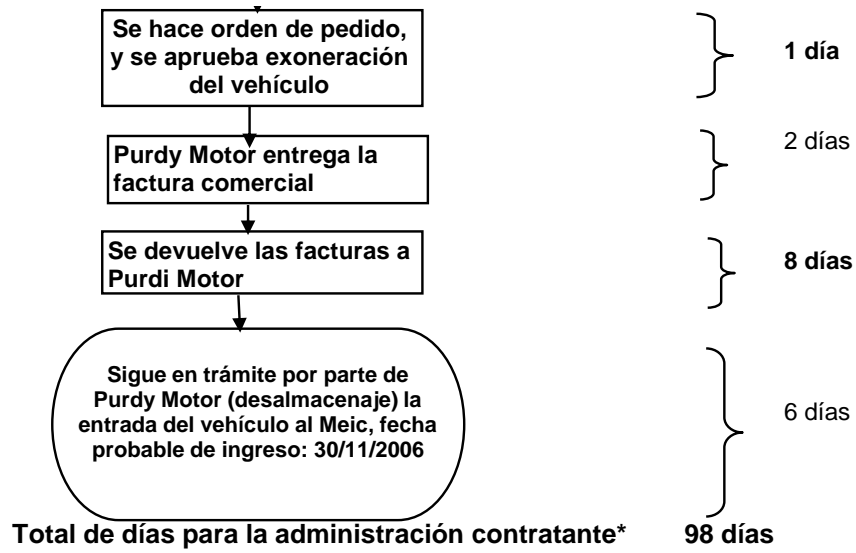 Se hace orden de pedido,
y se aprueba exoneración
del vehículo
1 día
Purdy Motor entrega la
factura comercial
2 días
Se devuelve las facturas a
Purdi Motor
8 días
Sigue en trámite por parte de
Purdy Motor (desalmacenaje) la
entrada del vehículo al Meic, fecha
probable de ingreso: 30/11/2006
6 días
Total de días para la administración contratante* 98 días